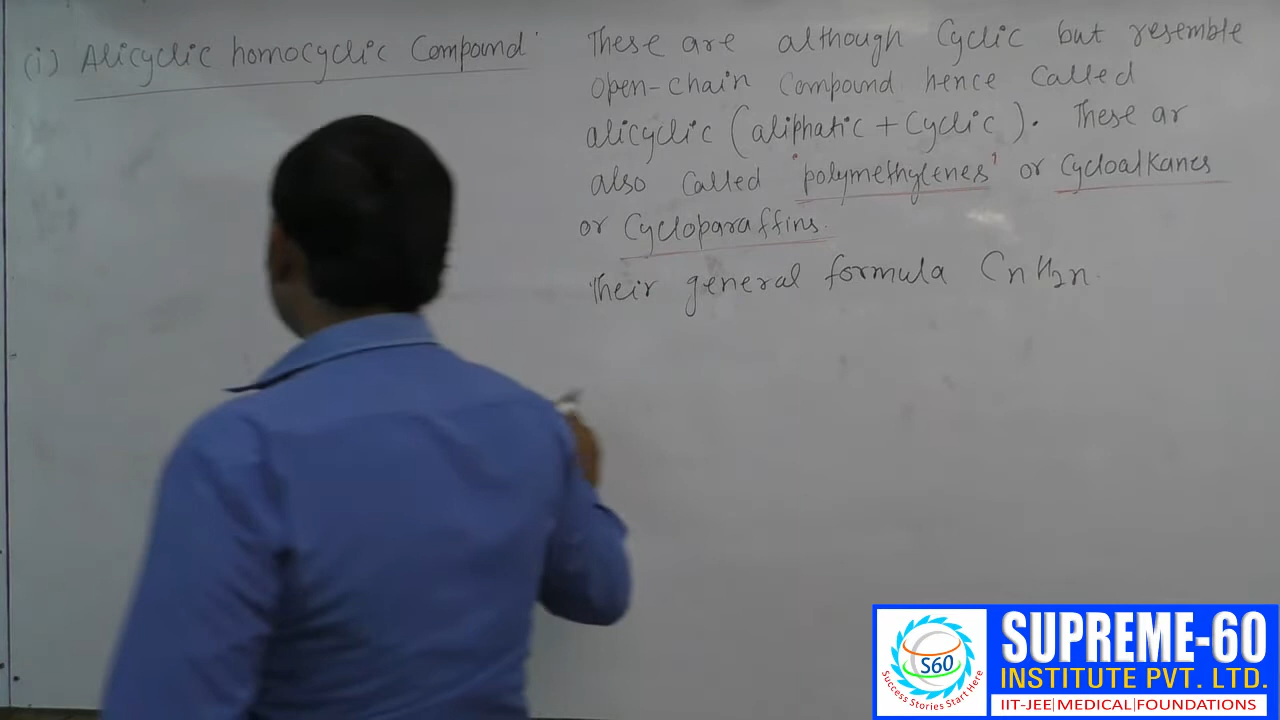 (i) Alicyclic homocyclic Compound
These are although Cyclic but resemble
open-chain Compound hence Called
alicyclic (aliphatic + Cyclic). These ar
also Called "polymethylenes" or Cycloalkanes
or Cycloparaffins.
Their general formula CnH2n.
S60
Success Stories Start Here
SUPREME-60
INSTITUTE PVT. LTD.
IIT-JEE|MEDICAL|FOUNDATIONS